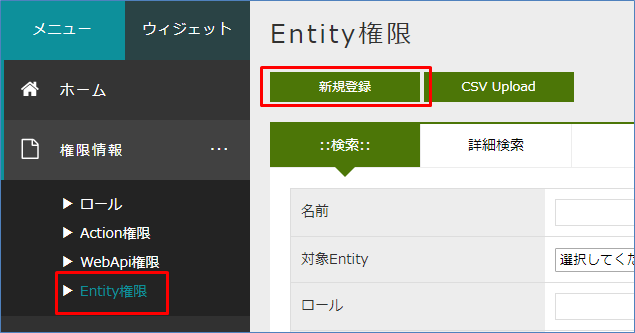 メニュー
ウィジェット
ホーム
権限情報
...
▶ ロール
▶ Action権限
▶ WebApi権限
▶ Entity権限
Entity権限
新規登録
CSV Upload
::検索::
詳細検索
名前
対象Entity
選択してくだ
ロール